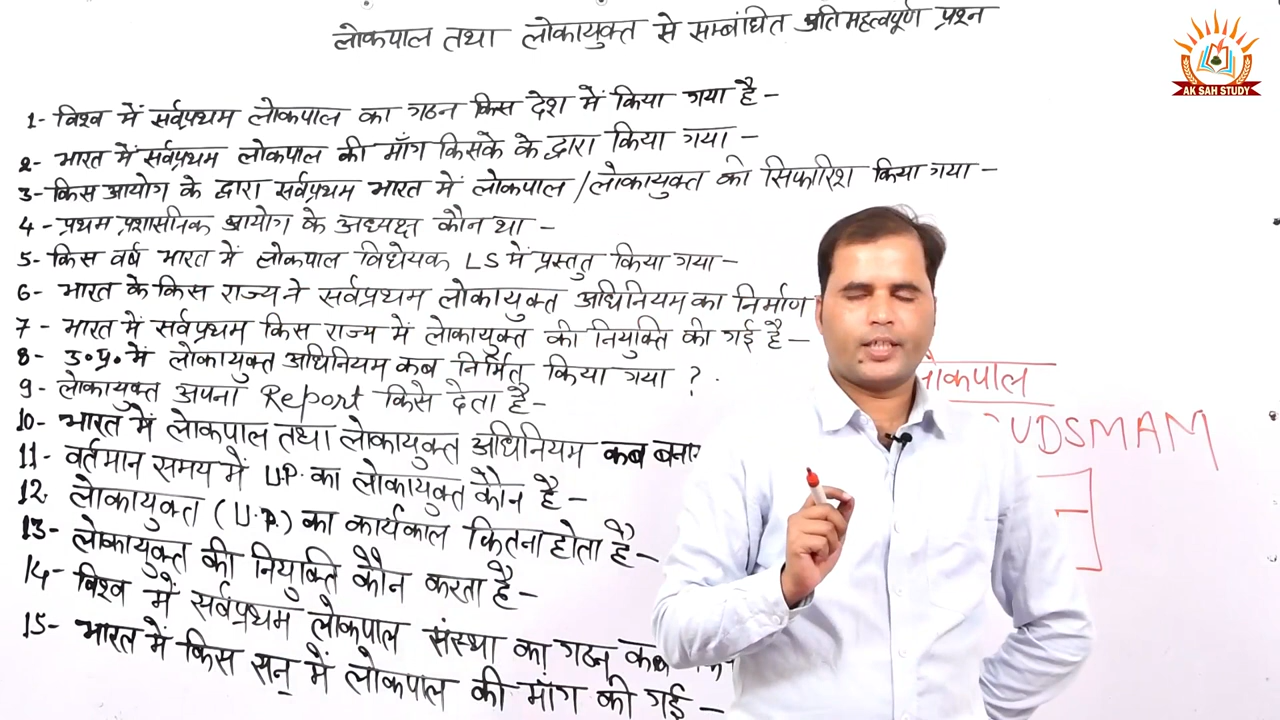 लोकपाल तथा लोकायुक्त से सम्बंधित अतिमहत्वपूर्ण प्रश्न
AK SAH STUDY
1- विश्व में सर्वप्रथम लोकपाल का गठन किस देश में किया गया है -
2- भारत में सर्वप्रथम लोकपाल की माँग किसके के द्वारा किया गया -
3- किस आयोग के द्वारा सर्वप्रथम भारत में लोकपाल /लोकायुक्त की सिफारिश किया गया -
4- प्रथम प्रशासीनक आयोग के अध्यक्ष कौन था -
5- किस वर्ष भारत में लोकपाल विधेयक LS में प्रस्तुत किया गया -
6- भारत के किस राज्य ने सर्वप्रथम लोकायुक्त अधिनियम का निर्माण
7- भारत में सर्वप्रथम किस राज्य में लोकायुक्त की नियुक्ति की गई है -
8- उ०प्र० में लोकायुक्त अधिनियम कब निर्मित किया गया ?
9- लोकायुक्त अपना Report किसे देता है -
10- भारत में लोकपाल तथा लोकायुक्त अधिनियम कब
11- वर्तमान समय में U.P. का लोकायुक्त कौन है -
12. लोकायुक्त (U.P.) का कार्यकाल कितना होता है -
13- लोकायुक्त की नियुक्ति कौन करता है -
14- विश्व में सर्वप्रथम लोकपाल संस्था का गठन कब
15- भारत में किस सन् में लोकपाल की माँग की गई -
लोकपाल
UDSMAM